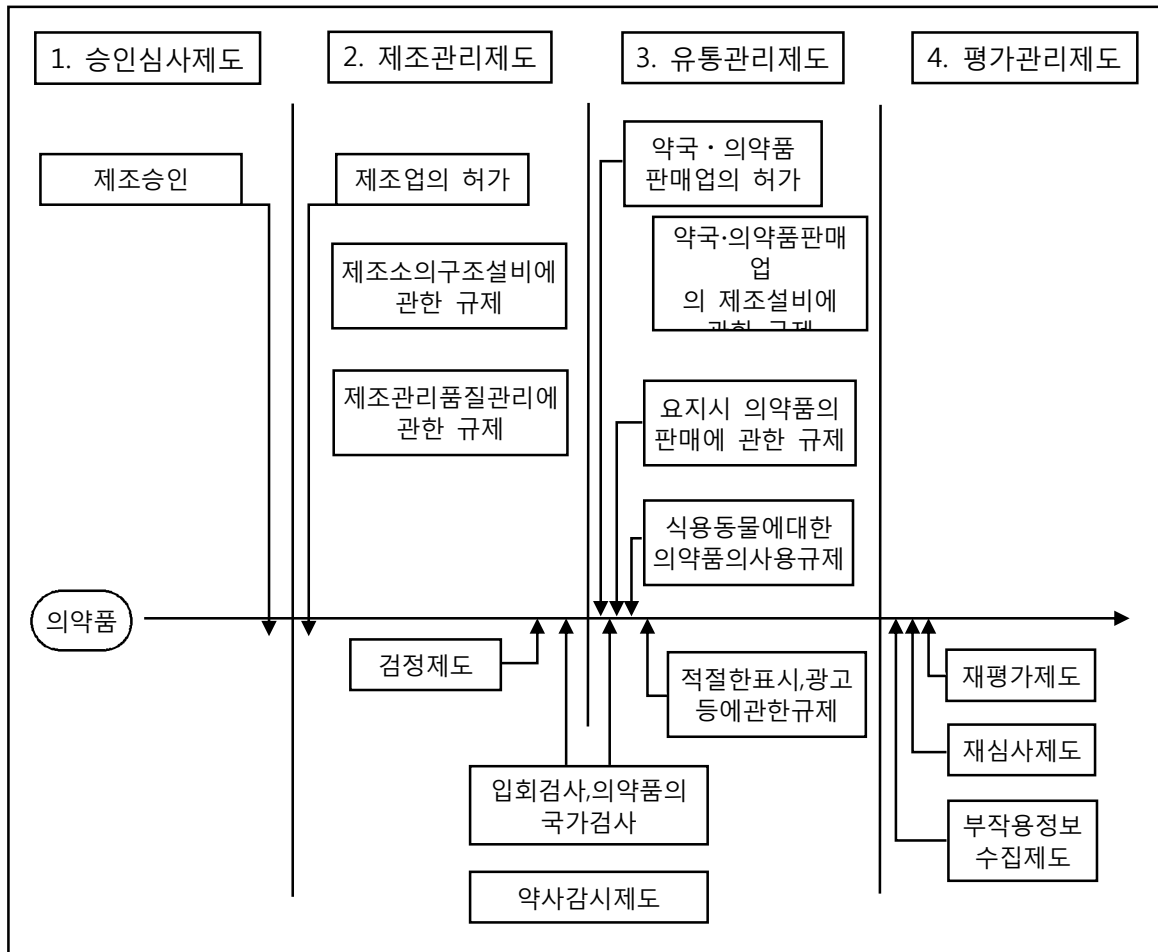 1. 승인심사제도
2. 제조관리제도
3. 유통관리제도
4. 평가관리제도
제조승인
제조업의 허가
약국·의약품
판매업의 허가
제조소의구조설비에
관한 규제
약국·의약품판매
업
의 제조설비에
관한 규제
제조관리품질관리에
관한 규제
요지시 의약품의
판매에 관한 규제
식용동물에대한
의약품의사용규제
의약품
검정제도
적절한표시,광고
등에관한규제
재평가제도
재심사제도
입회검사,의약품의
국가검사
부작용정보
수집제도
약사감시제도